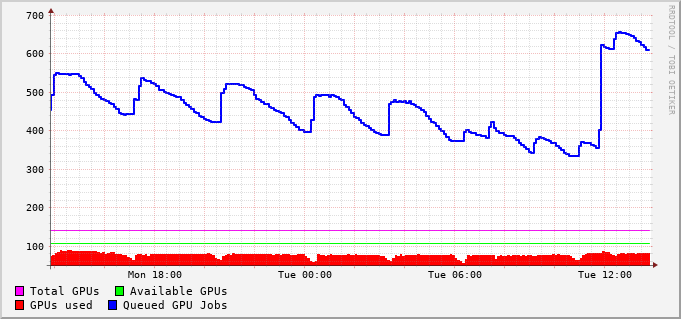 700
600
500
400
300
200
100
Mon 18:00 Tue 00:00 Tue 06:00 Tue 12:00
Total GPUs Available GPUs
GPUs used Queued GPU Jobs
RRDTOOL / TOBI OETIKER